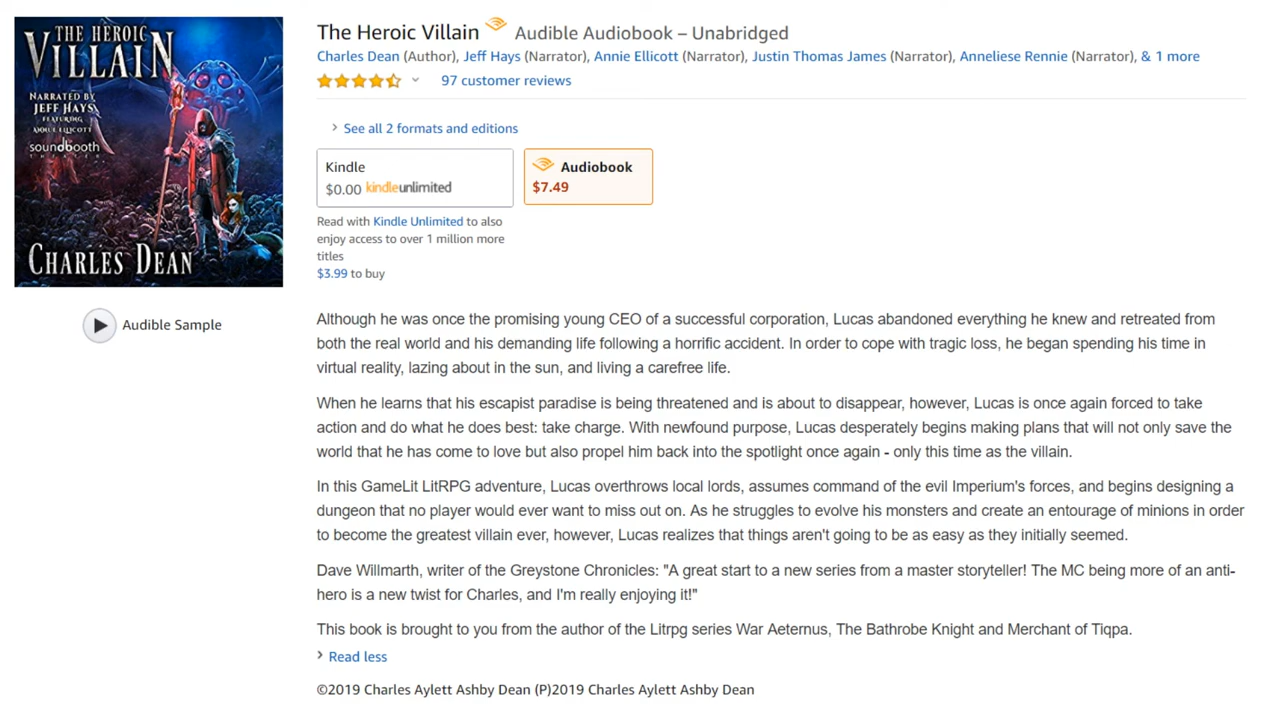 THE HEROIC
VILLAIN
NARRATED BY
JEFF HAYS
FEATURING
ANNIE ELLICOTT
soundbooth
THEATER
CHARLES DEAN
Audible Sample
The Heroic Villain Audible Audiobook – Unabridged
Charles Dean (Author), Jeff Hays (Narrator), Annie Ellicott (Narrator), Justin Thomas James (Narrator), Anneliese Rennie (Narrator), & 1 more
97 customer reviews
See all 2 formats and editions
Kindle
$0.00 kindleunlimited
Audiobook
$7.49
Read with Kindle Unlimited to also
enjoy access to over 1 million more
titles
$3.99 to buy
Although he was once the promising young CEO of a successful corporation, Lucas abandoned everything he knew and retreated from
both the real world and his demanding life following a horrific accident. In order to cope with tragic loss, he began spending his time in
virtual reality, lazing about in the sun, and living a carefree life.
When he learns that his escapist paradise is being threatened and is about to disappear, however, Lucas is once again forced to take
action and do what he does best: take charge. With newfound purpose, Lucas desperately begins making plans that will not only save the
world that he has come to love but also propel him back into the spotlight once again - only this time as the villain.
In this GameLit LitRPG adventure, Lucas overthrows local lords, assumes command of the evil Imperium's forces, and begins designing a
dungeon that no player would ever want to miss out on. As he struggles to evolve his monsters and create an entourage of minions in order
to become the greatest villain ever, however, Lucas realizes that things aren't going to be as easy as they initially seemed.
Dave Willmarth, writer of the Greystone Chronicles: "A great start to a new series from a master storyteller! The MC being more of an anti-
hero is a new twist for Charles, and I'm really enjoying it!"
This book is brought to you from the author of the Litrpg series War Aeternus, The Bathrobe Knight and Merchant of Tiqpa.
Read less
©2019 Charles Aylett Ashby Dean (P)2019 Charles Aylett Ashby Dean